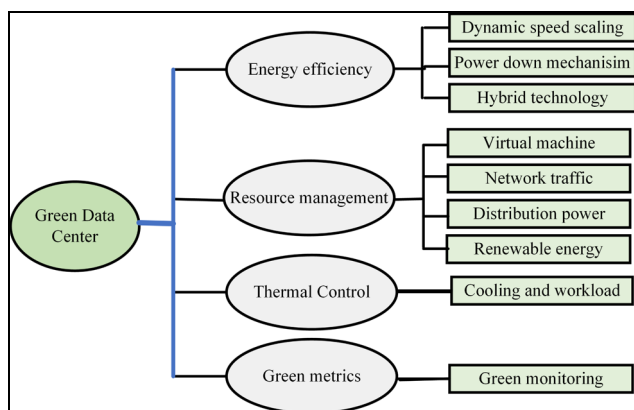 Green Data
Center
Energy efficiency
Dynamic speed scaling
Power down mechanisim
Hybrid technology
Resource management
Virtual machine
Network traffic
Distribution power
Renewable energy
Thermal Control
Cooling and workload
Green metrics
Green monitoring